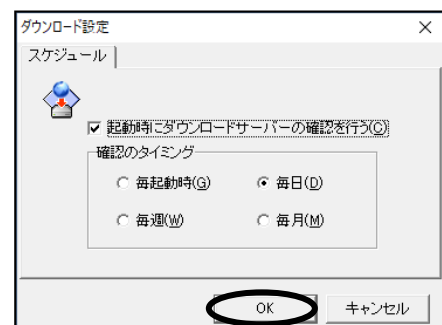 ダウンロード設定
スケジュール
起動時にダウンロードサーバーの確認を行う(C)
確認のタイミング
毎起動時(G) 毎日(D)
毎週(W) 毎月(M)
OK キャンセル